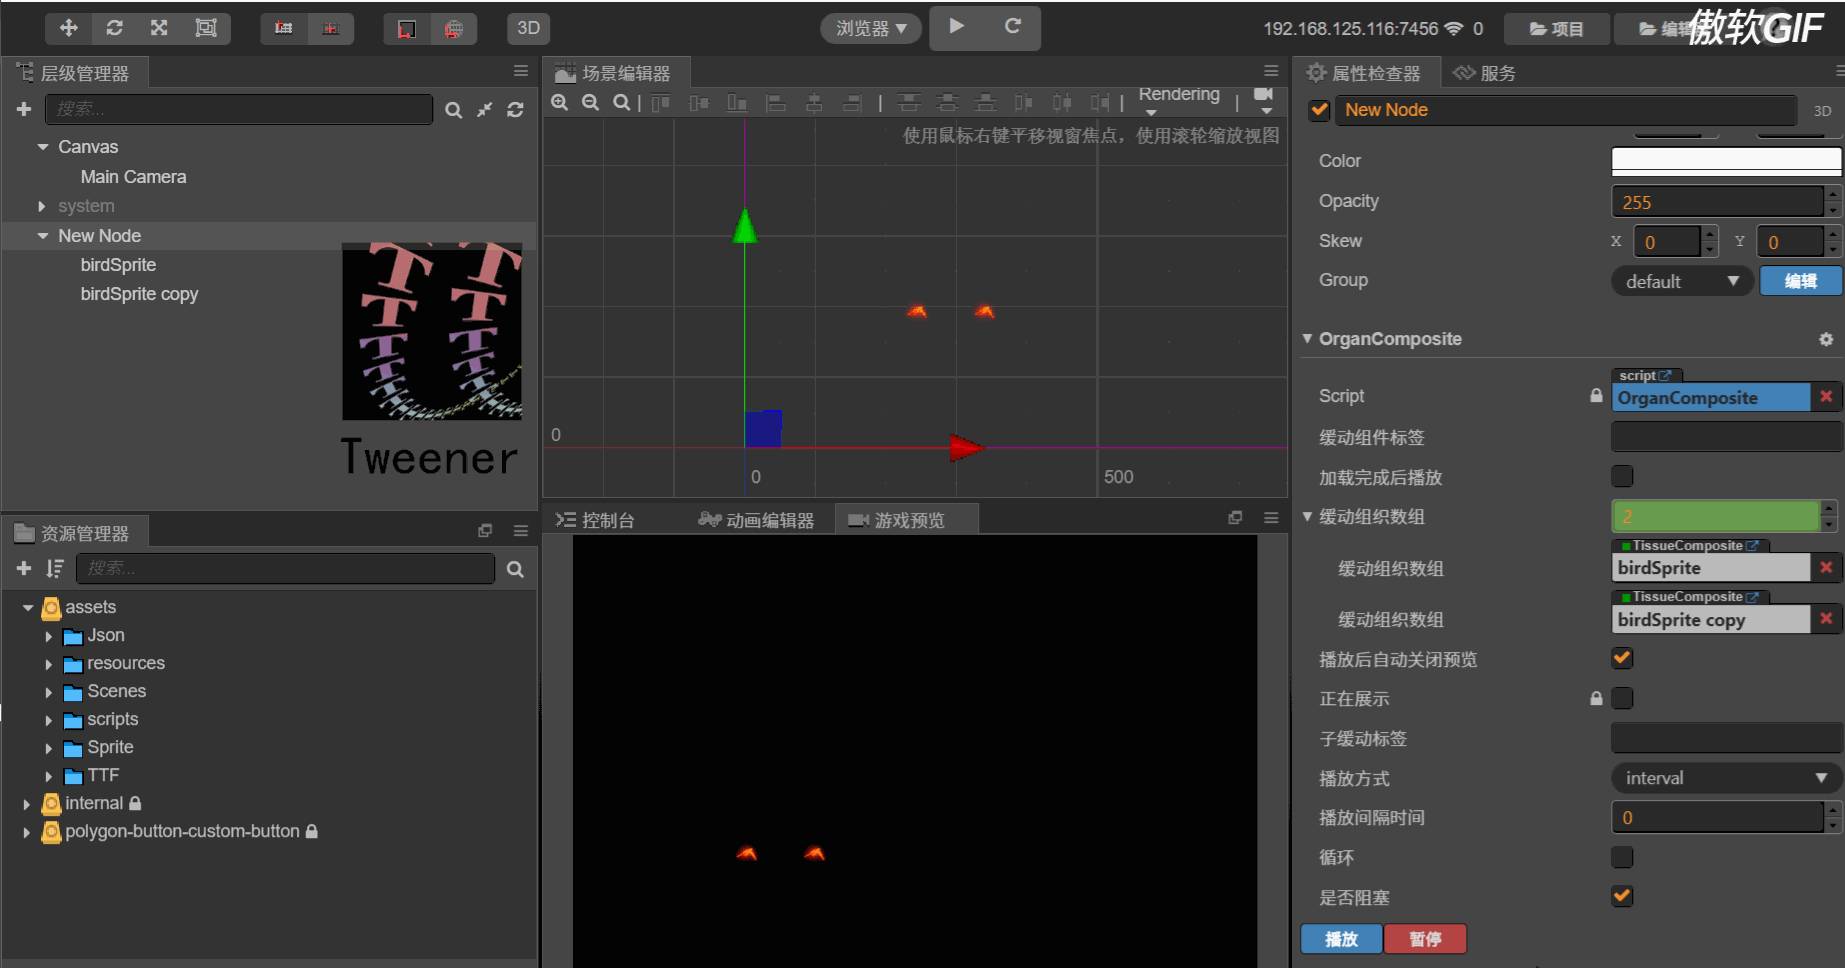 3D
浏览器
192.168.125.116:7456
0
项目
编辑
傲软GIF
层级管理器
搜索...
Canvas
Main Camera
system
New Node
birdSprite
birdSprite copy
Tweener
资源管理器
搜索...
assets
Json
resources
Scenes
scripts
Sprite
TTF
internal
polygon-button-custom-button
场景编辑器
Rendering
使用鼠标右键平移视窗焦点，使用滚轮缩放视图
0
0
500
控制台
动画编辑器
游戏预览
属性检查器
服务
New Node
3D
Color
Opacity
255
Skew
X
0
Y
0
Group
default
编辑
OrganComposite
script
Script
OrganComposite
缓动组件标签
加载完成后播放
缓动组织数组
2
TissueComposite
缓动组织数组
birdSprite
TissueComposite
缓动组织数组
birdSprite copy
播放后自动关闭预览
正在展示
子缓动标签
播放方式
interval
播放间隔时间
0
循环
是否阻塞
播放
暂停